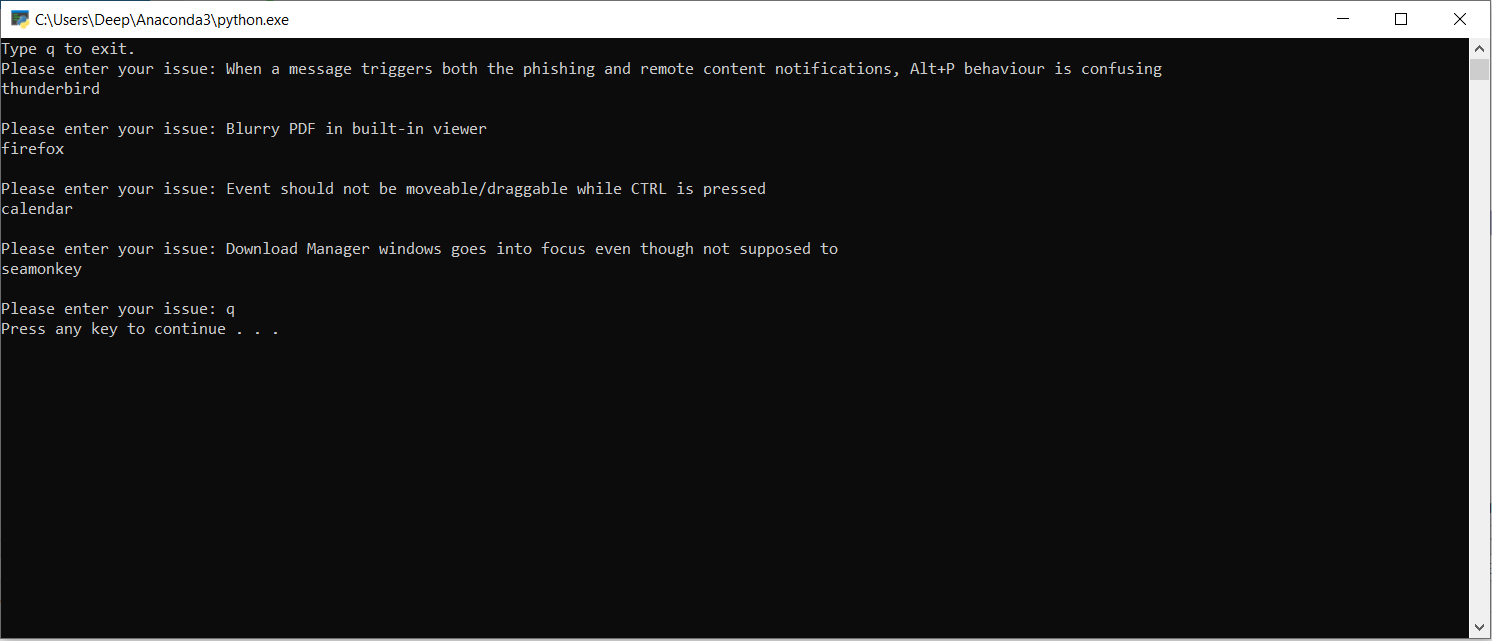 C:\Users\Deep\Anaconda3\python.exe
Type q to exit.
Please enter your issue: When a message triggers both the phishing and remote content notifications, Alt+P behaviour is confusing
thunderbird
Please enter your issue: Blurry PDF in built-in viewer
firefox
Please enter your issue: Event should not be moveable/draggable while CTRL is pressed
calendar
Please enter your issue: Download Manager windows goes into focus even though not supposed to
seamonkey
Please enter your issue: q
Press any key to continue . . .